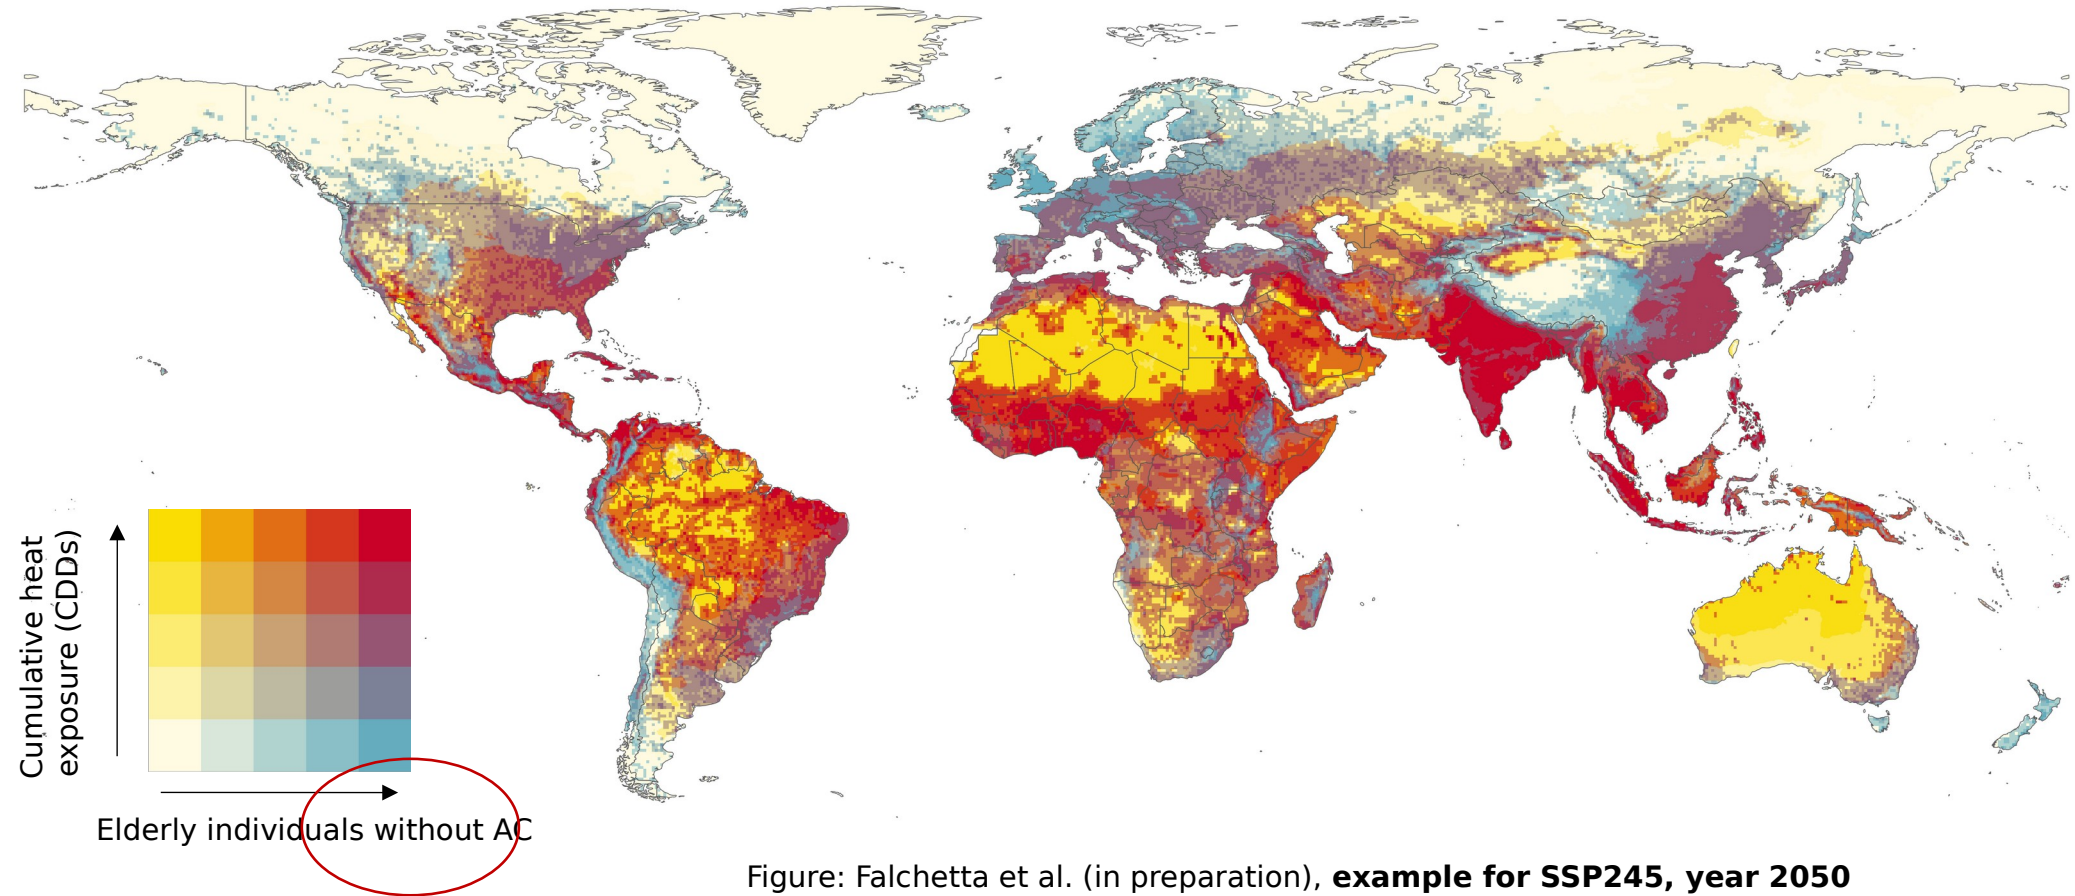 Cumulative heat
exposure (CDDs)
Elderly individuals without AC
Figure: Falchetta et al. (in preparation), example for SSP245, year 2050